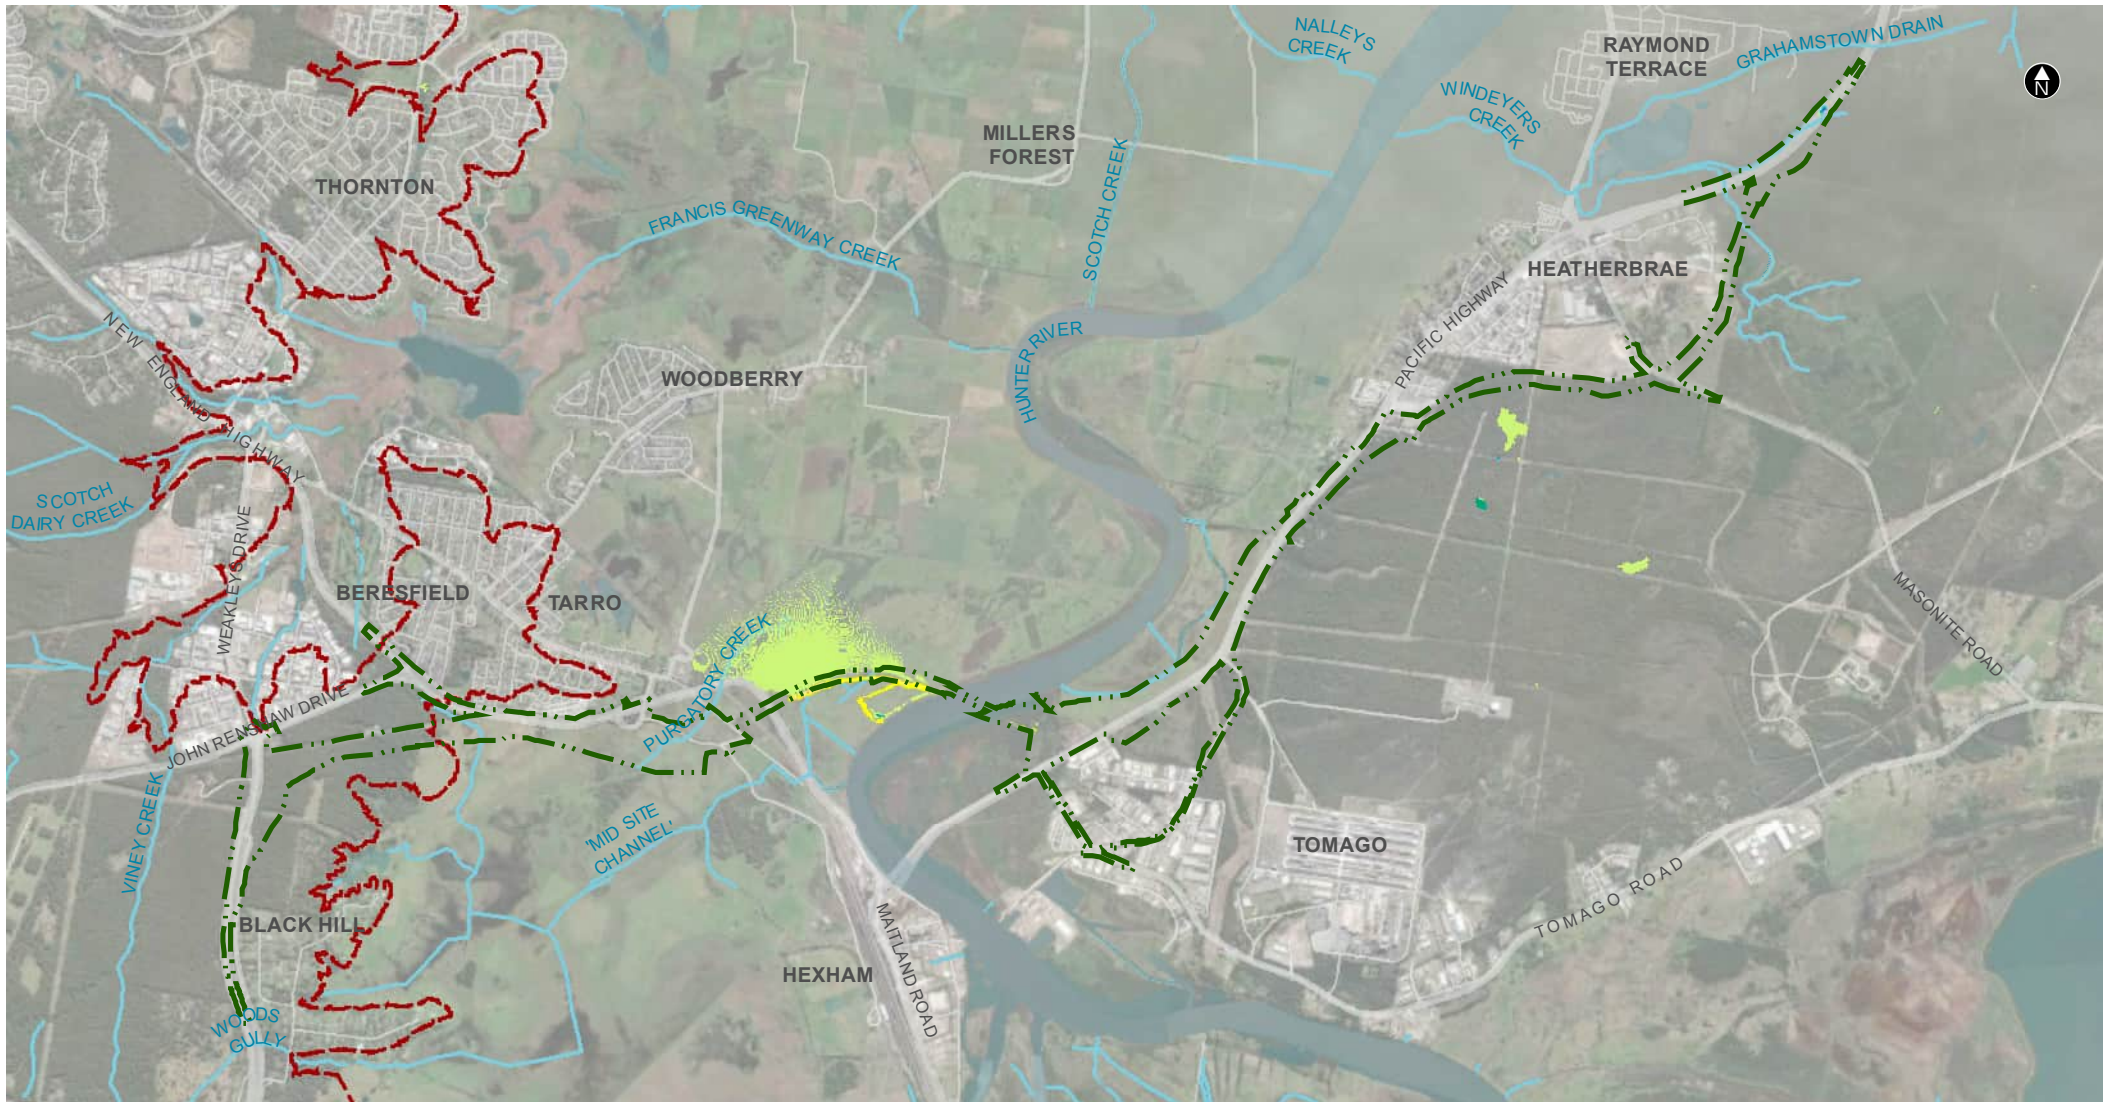 NALLEYS
CREEK
RAYMOND
TERRACE
GRAHAMSTOWN DRAIN
N
WINDEYERS
CREEK
MILLERS
FOREST
SCOTCH CREEK
THORNTON
FRANCIS GREENWAY CREEK
HEATHERBRAE
PACIFIC HIGHWAY
HUNTER RIVER
NEW ENGLAND HIGHWAY
WOODBERRY
SCOTCH
DAIRY CREEK
WEAKLEYSDRIVE
BERESFIELD
TARRO
MASONITE ROAD
PURGATORY CREEK
JOHN RENSHAW DRIVE
VINEY CREEK
'MID SITE
CHANNEL'
TOMAGO
TOMAGO ROAD
BLACK HILL
MAITLAND ROAD
HEXHAM
WOODS
GULLY